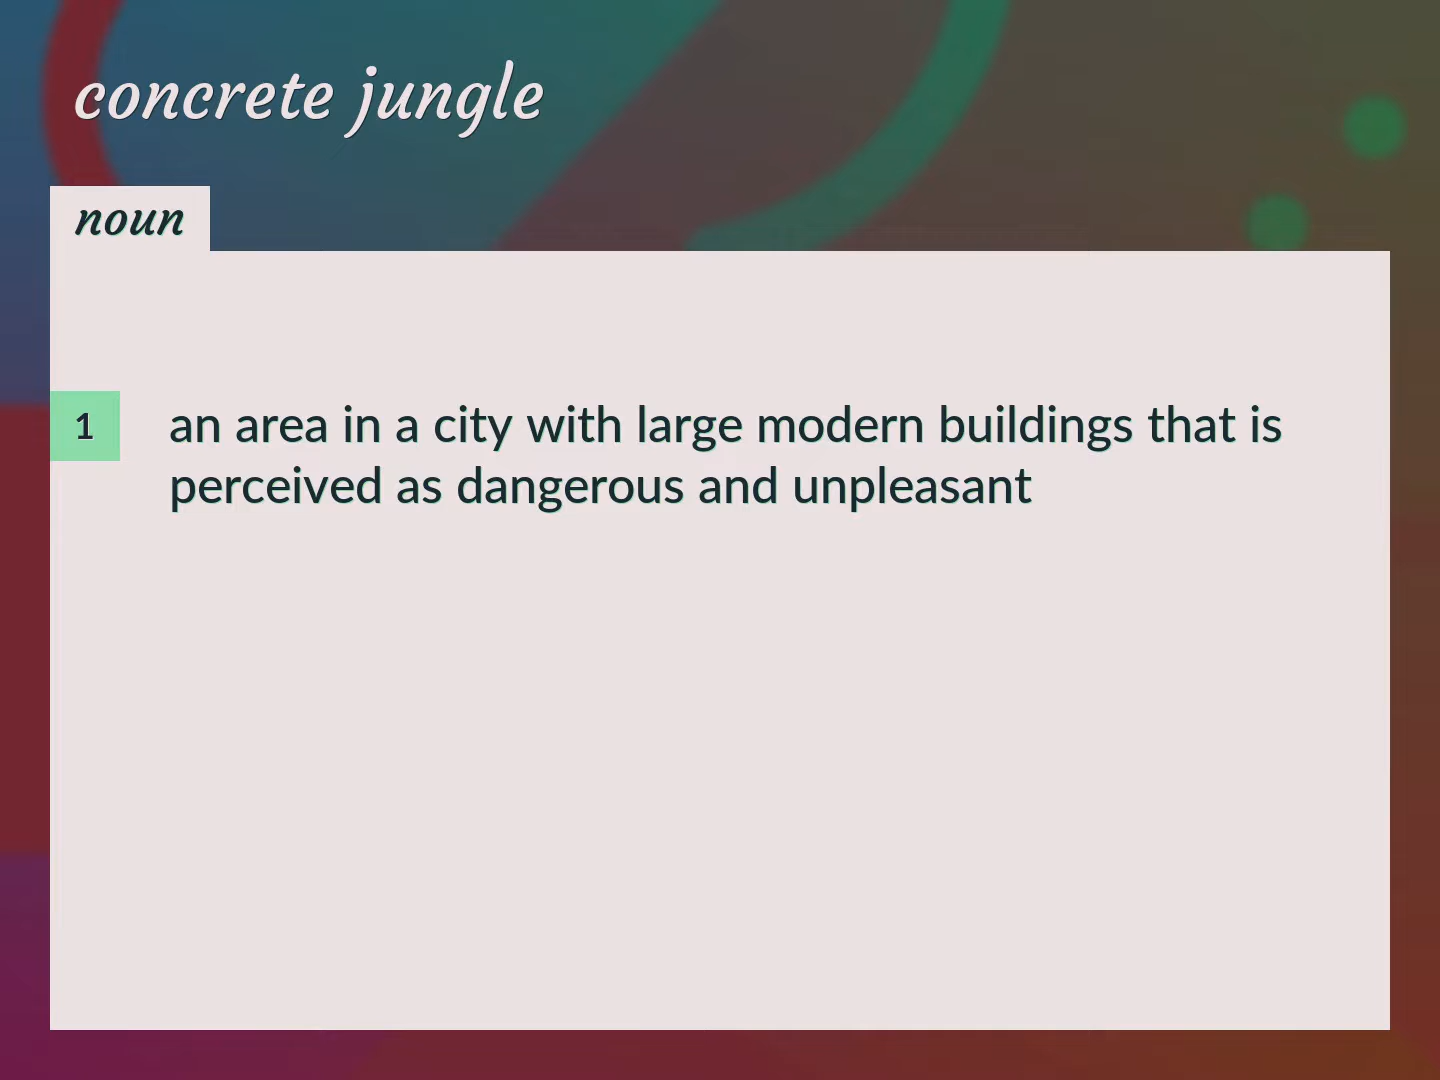 concrete jungle
noun
1 an area in a city with large modern buildings that is
perceived as dangerous and unpleasant